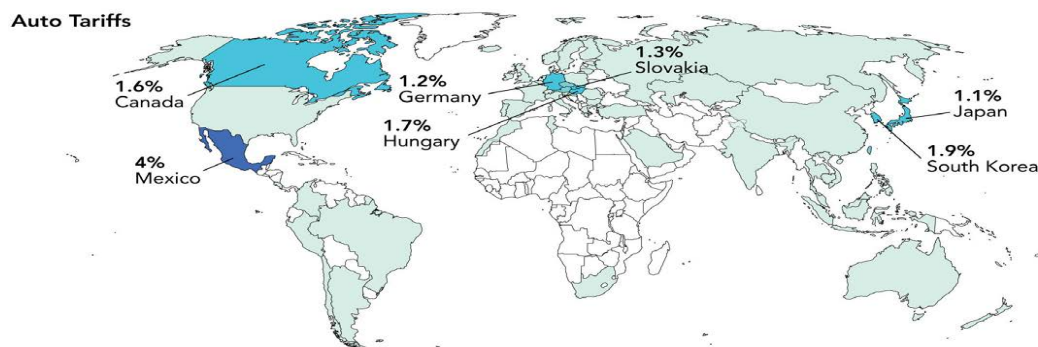 Auto Tariffs
1.6%
Canada
4%
Mexico
1.2%
Germany
1.7%
Hungary
1.3%
Slovakia
1.1%
Japan
1.9%
South Korea